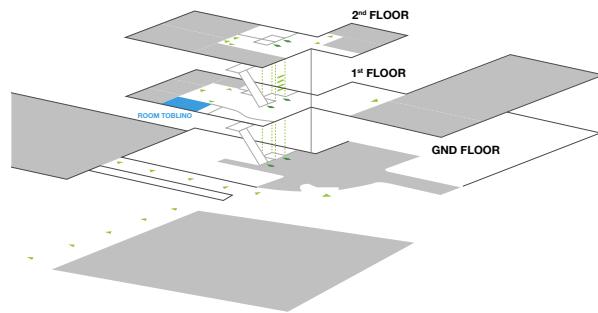 2nd FLOOR
1st FLOOR
ROOM TOBLINO
GND FLOOR